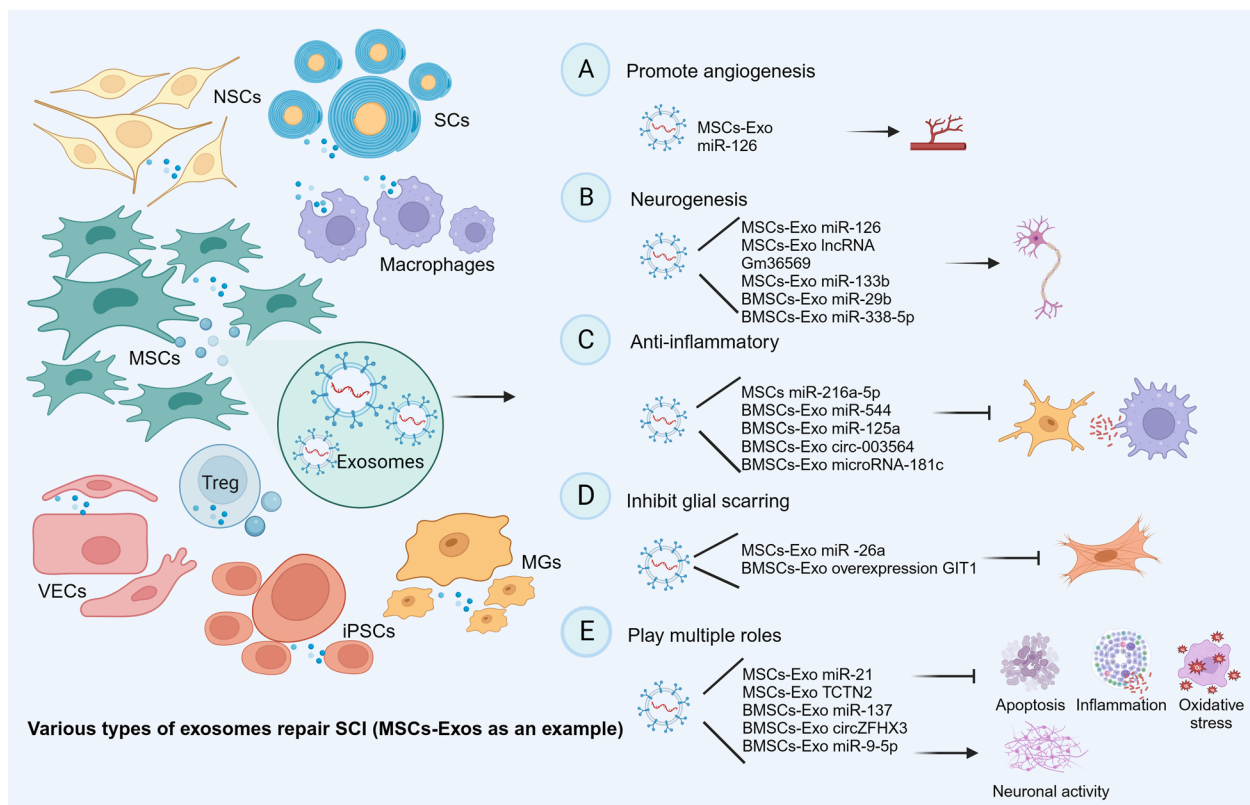 NSCs
SCs
Macrophages
MSCs
Exosomes
Treg
VECs
MGs
iPSCs
Various types of exosomes repair SCI (MSCs-Exos as an example)
A
Promote angiogenesis
MSCs-Exo
miR-126
B
Neurogenesis
MSCs-Exo miR-126
MSCs-Exo lncRNA
Gm36569
MSCs-Exo miR-133b
BMSCs-Exo miR-29b
BMSCs-Exo miR-338-5p
C
Anti-inflammatory
MSCs miR-216a-5p
BMSCs-Exo miR-544
BMSCs-Exo miR-125a
BMSCs-Exo circ-003564
BMSCs-Exo microRNA-181c
D
Inhibit glial scarring
MSCs-Exo miR -26a
BMSCs-Exo overexpression GIT1
E
Play multiple roles
MSCs-Exo miR-21
MSCs-Exo TCTN2
BMSCs-Exo miR-137
BMSCs-Exo circZFHX3
BMSCs-Exo miR-9-5p
Apoptosis
Inflammation
Oxidative
stress
Neuronal activity